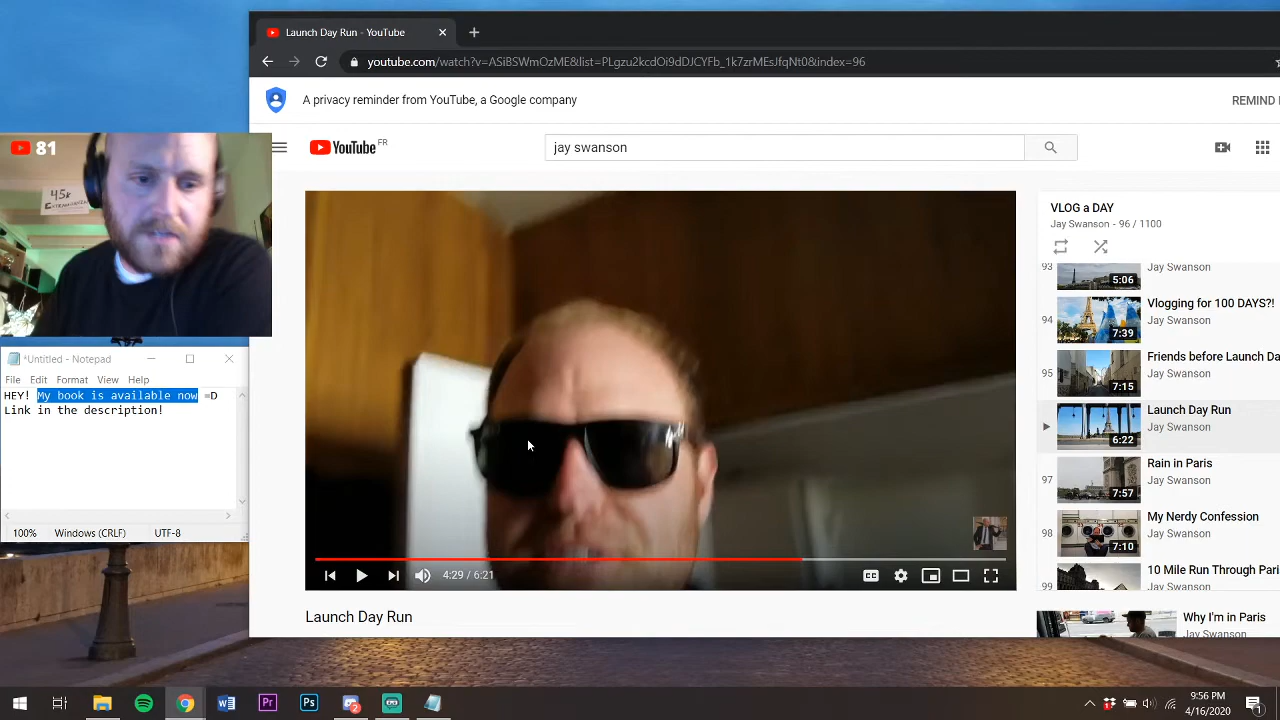 Launch Day Run - YouTube
youtube.com/watch?v=ASiBSWmOzME&list=PLgzu2kcdOi9dDJCYFb_1k7zrMEsJfqNt0&index=96
A privacy reminder from YouTube, a Google company
REMIND
YouTube FR
jay swanson
81
45k
*Untitled - Notepad
File Edit Format View Help
HEY! My book is available now =D
Link in the description!
100% Windows (CRLF) UTF-8
4:29 / 6:21
CC
Launch Day Run
VLOG a DAY
Jay Swanson - 96 / 1100
93
5:06
Jay Swanson
94
7:39
Vlogging for 100 DAYS?!
Jay Swanson
95
7:15
Friends before Launch Da
Jay Swanson
6:22
Launch Day Run
Jay Swanson
97
7:57
Rain in Paris
Jay Swanson
98
7:10
My Nerdy Confession
Jay Swanson
99
10 Mile Run Through Pari
Jay Swanson
Why I'm in Paris
Jay Swanson
W
Pr
Ps
2
9:56 PM
4/16/2020
1